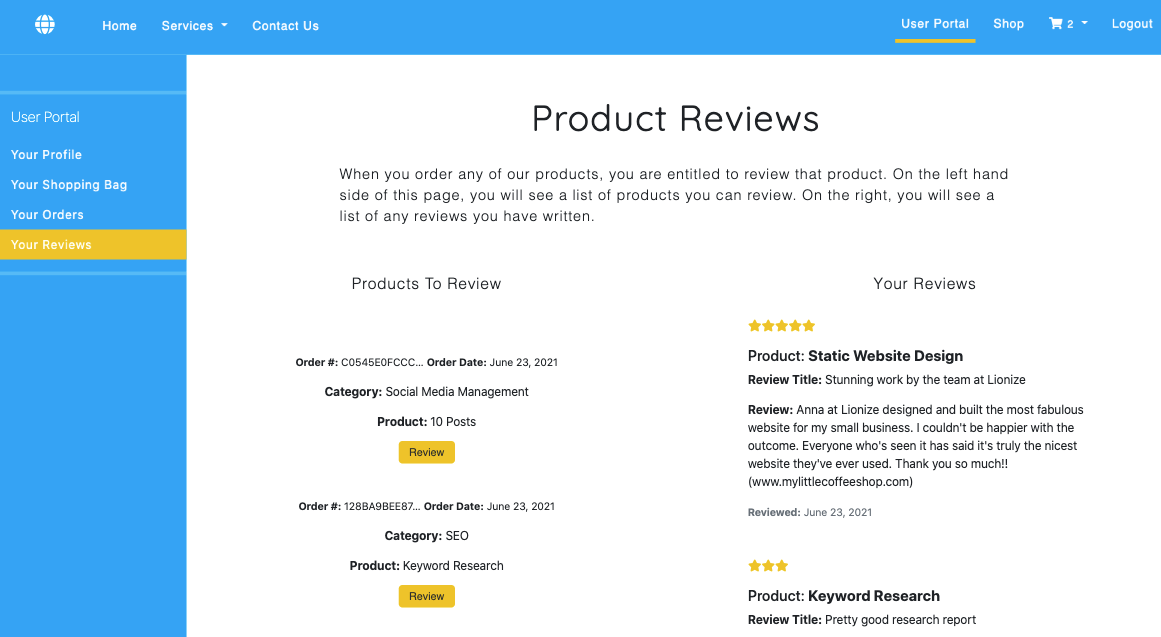 Home Services Contact Us User Portal Shop 2 Logout
User Portal
Your Profile
Your Shopping Bag
Your Orders
Your Reviews
Product Reviews
When you order any of our products, you are entitled to review that product. On the left hand
side of this page, you will see a list of products you can review. On the right, you will see a
list of any reviews you have written.
Products To Review
Order #: C0545E0FCCC... Order Date: June 23, 2021
Category: Social Media Management
Product: 10 Posts
Review
Order #: 128BA9BEE87... Order Date: June 23, 2021
Category: SEO
Product: Keyword Research
Review
Your Reviews
Product: Static Website Design
Review Title: Stunning work by the team at Lionize
Review: Anna at Lionize designed and built the most fabulous
website for my small business. I couldn't be happier with the
outcome. Everyone who's seen it has said it's truly the nicest
website they've ever used. Thank you so much!!
(www.mylittlecoffeeshop.com)
Reviewed: June 23, 2021
Product: Keyword Research
Review Title: Pretty good research report